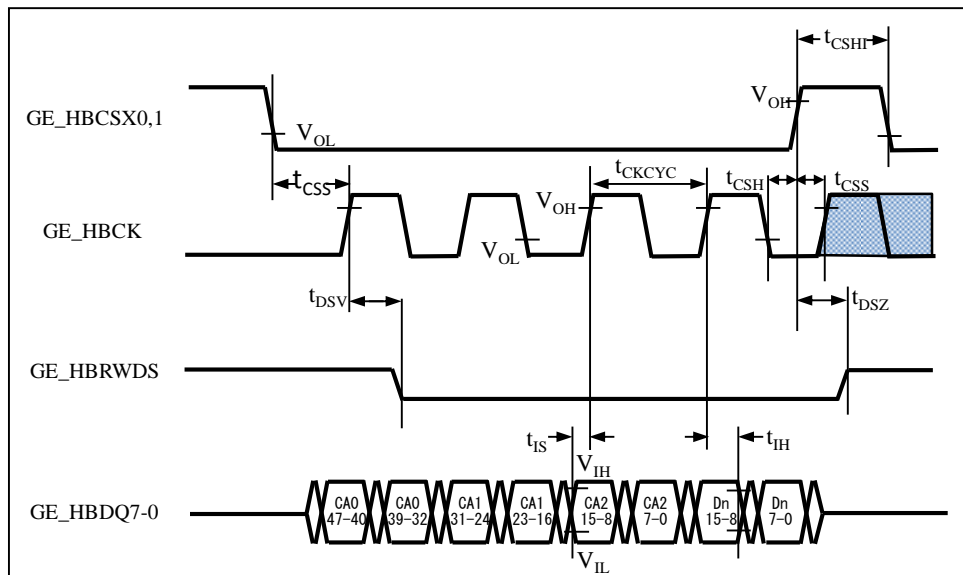 tCSHI
GE_HBCSX0,1
VOL
VOH
tCSS
tCKCYC
tCSH
tCSS
GE_HBCK
VOH
VOL
tDSV
tDSZ
GE_HBRWDS
tIS
tIH
VIH
GE_HBDQ7-0
CA0 47-40
CA0 39-32
CA1 31-24
CA1 23-16
CA2 15-8
CA2 7-0
Dn 15-8
Dn 7-0
VIL